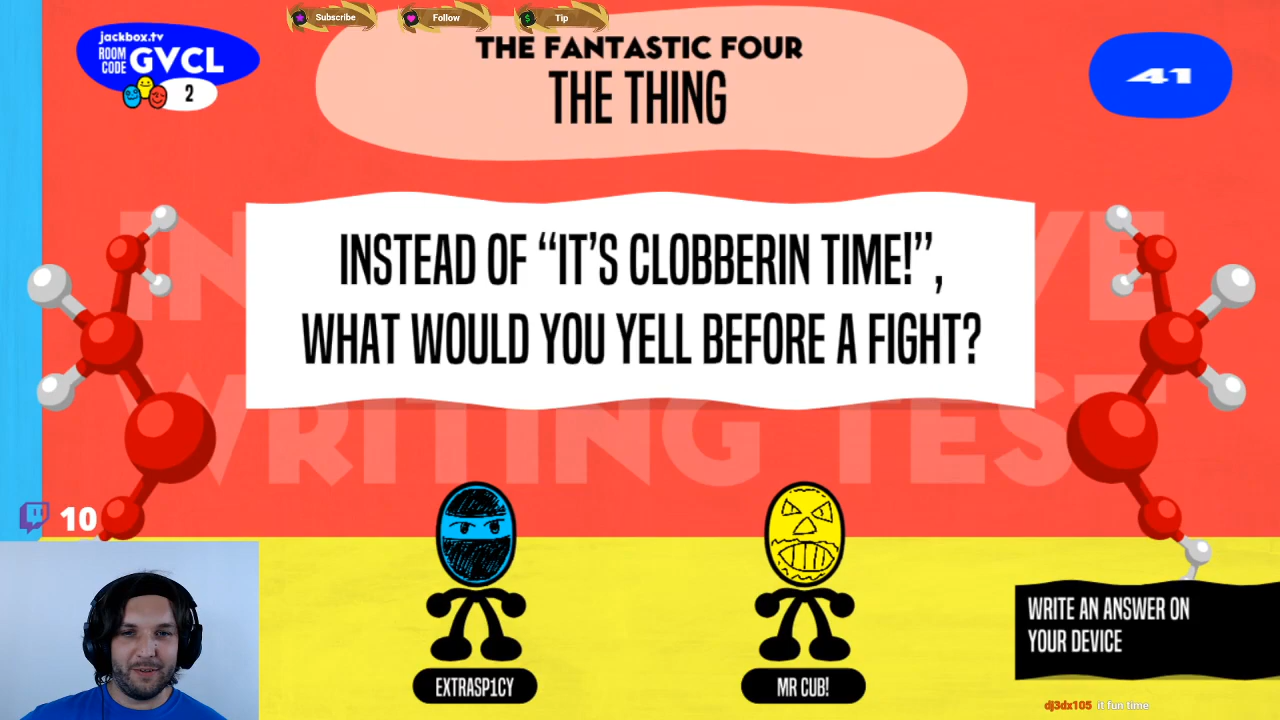 Subscribe
Follow
Tip
jackbox.tv
ROOM
CODE
GVCL
2
THE FANTASTIC FOUR
THE THING
41
INSTEAD OF “IT’S CLOBBERIN TIME!”,
WHAT WOULD YOU YELL BEFORE A FIGHT?
WRITING TEST
10
EXTRASP1CY
MR CUB!
WRITE AN ANSWER ON
YOUR DEVICE
dj3dx105 it fun time